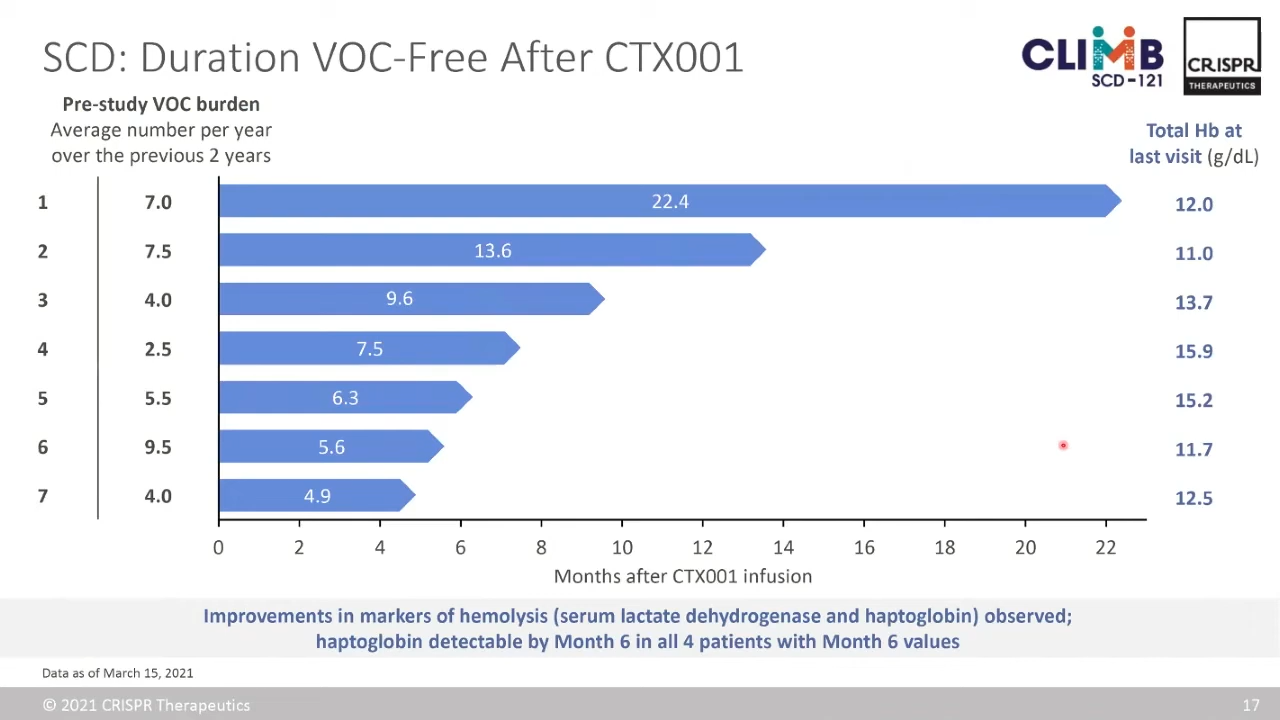 SCD: Duration VOC-Free After CTX001
CLIMB
SCD-121
CRISPR
THERAPEUTICS
Pre-study VOC burden
Average number per year
over the previous 2 years
Total Hb at
last visit (g/dL)
1 7.0 22.4 12.0
2 7.5 13.6 11.0
3 4.0 9.6 13.7
4 2.5 7.5 15.9
5 5.5 6.3 15.2
6 9.5 5.6 11.7
7 4.0 4.9 12.5
0 2 4 6 8 10 12 14 16 18 20 22
Months after CTX001 infusion
Improvements in markers of hemolysis (serum lactate dehydrogenase and haptoglobin) observed;
haptoglobin detectable by Month 6 in all 4 patients with Month 6 values
Data as of March 15, 2021
© 2021 CRISPR Therapeutics
17